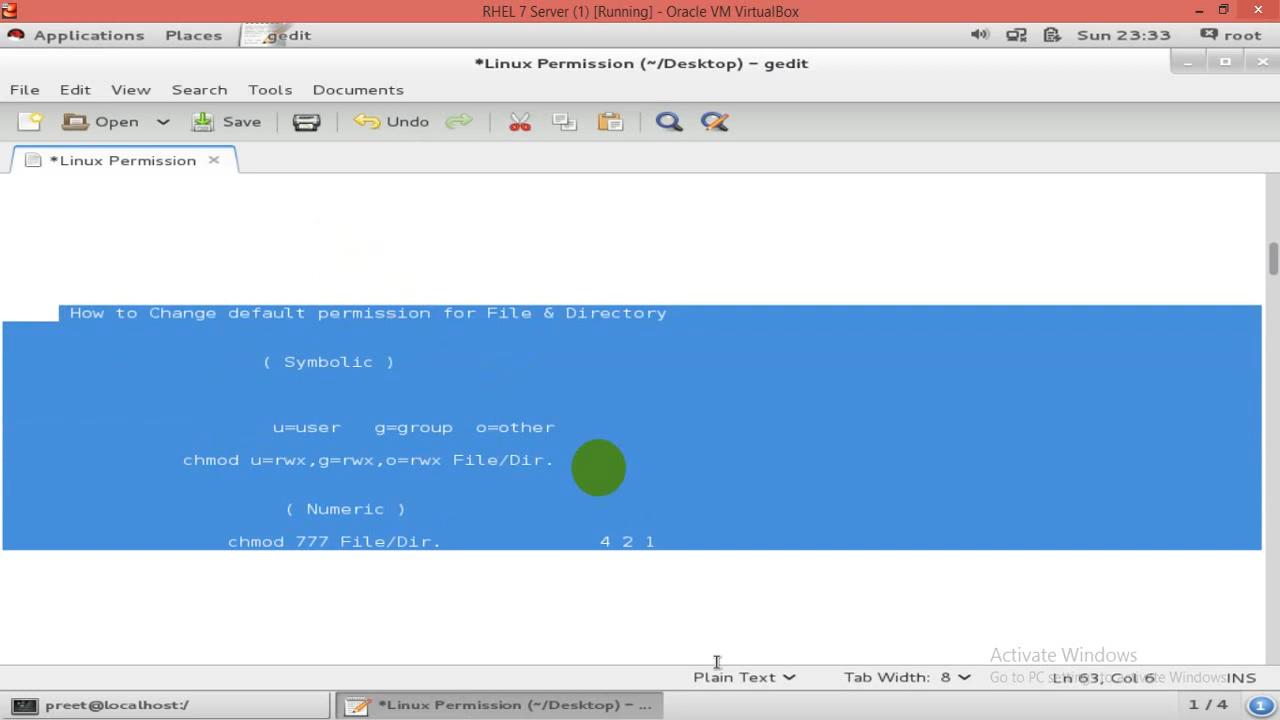 RHEL 7 Server (1) [Running] - Oracle VM VirtualBox
Applications Places gedit Sun 23:33 root
*Linux Permission (~/Desktop) – gedit
File Edit View Search Tools Documents
Open Save Undo
*Linux Permission
How to Change default permission for File & Directory
( Symbolic )
u=user g=group o=other
chmod u=rwx,g=rwx,o=rwx File/Dir.
( Numeric )
chmod 777 File/Dir. 4 2 1
Activate Windows
Plain Text Tab Width: 8 Ln 63, Col 6 INS
preet@localhost:/ *Linux Permission (~/Desktop) – ... 1 / 4 1